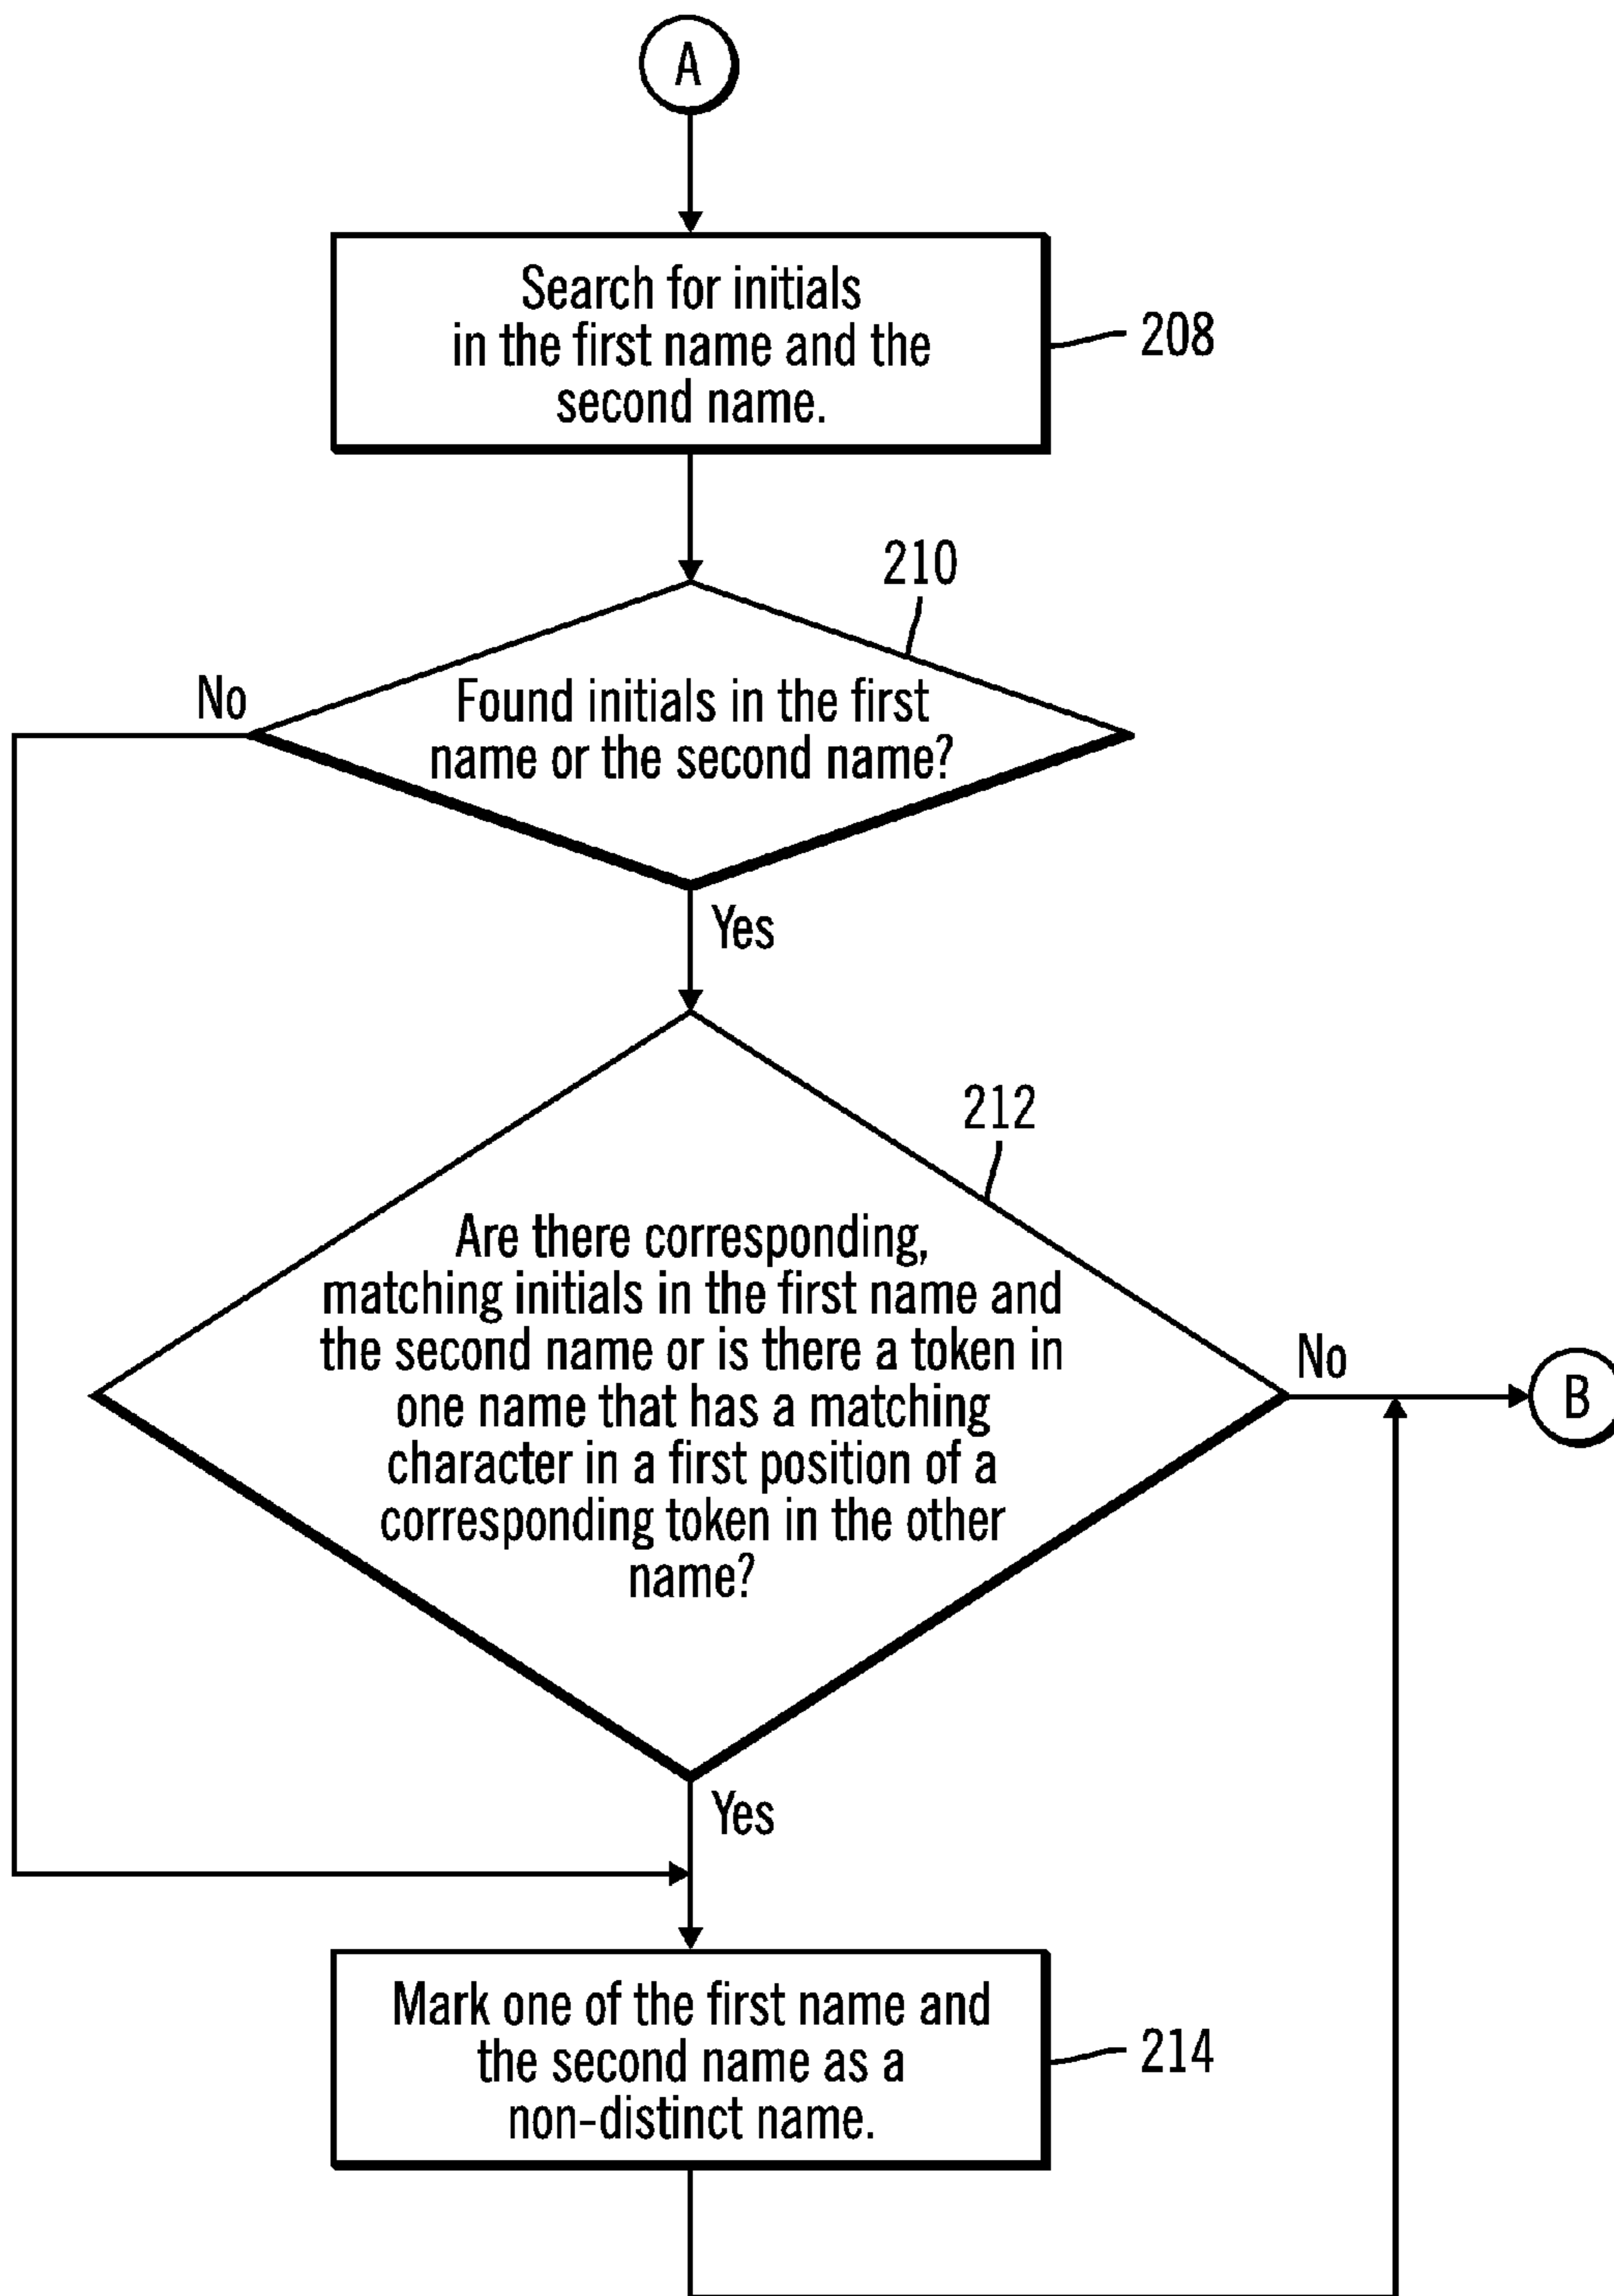 A
Search for initials
in the first name and the
second name.
208
210
No
Found initials in the first
name or the second name?
Yes
212
Are there corresponding,
matching initials in the first name and
the second name or is there a token in
one name that has a matching
character in a first position of a
corresponding token in the other
name?
No
B
Yes
Mark one of the first name and
the second name as a
non-distinct name.
214